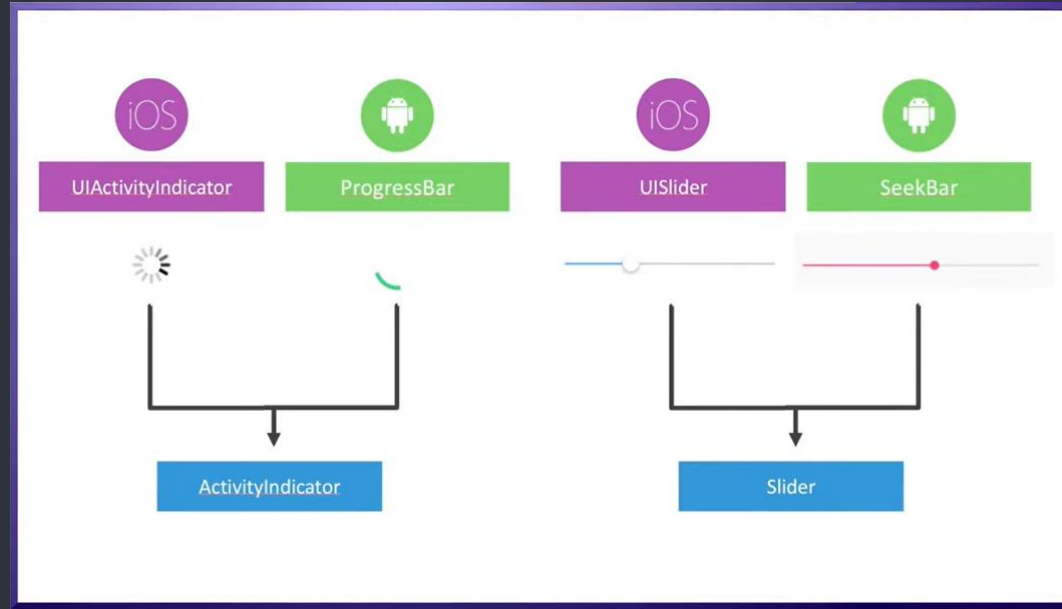 iOS
UIActivityIndicator
ProgressBar
iOS
UISlider
SeekBar
ActivityIndicator
Slider